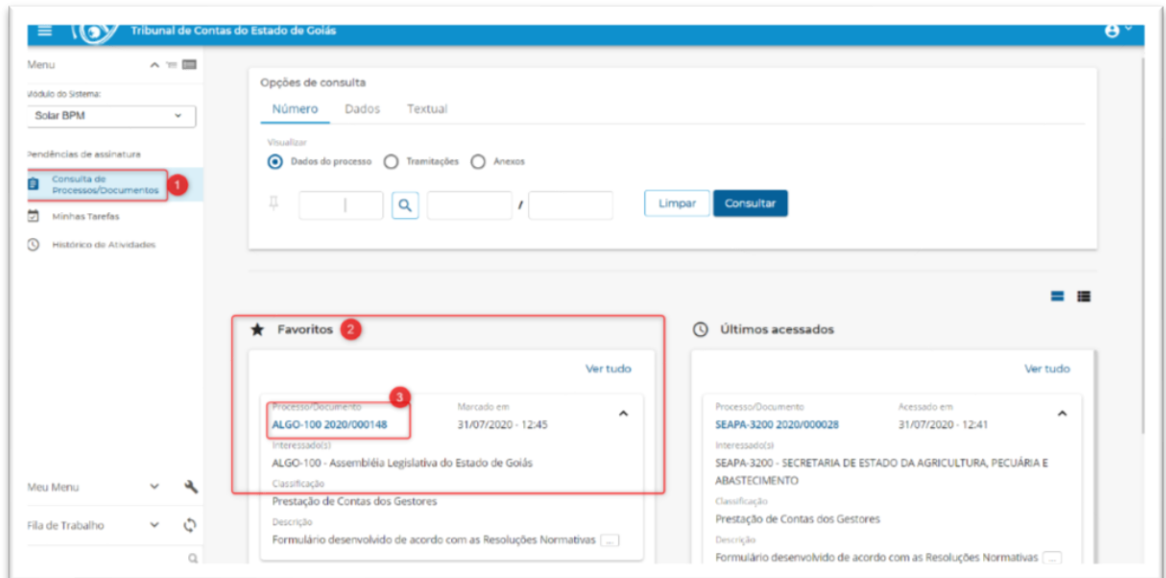 Tribunal de Contas do Estado de Goiás
Menu
Módulo do Sistema:
Solar BPM
Pendências de assinatura
Consulta de
Processos/Documentos
1
Minhas Tarefas
Histórico de Atividades
Meu Menu
Fila de Trabalho
Opções de consulta
Número Dados Textual
Visualizar
Dados do processo Tramitações Anexos
/ Limpar Consultar
Favoritos 2
Ver tudo
3
Processo/Documento Marcado em
ALGO-100 2020/000148 31/07/2020 - 12:45
Interessado(s)
ALGO-100 - Assembléia Legislativa do Estado de Goiás
Classificação
Prestação de Contas dos Gestores
Descrição
Formulário desenvolvido de acordo com as Resoluções Normativas ...
Últimos acessados
Ver tudo
Processo/Documento Acessado em
SEAPA-3200 2020/000028 31/07/2020 - 12:41
Interessado(s)
SEAPA-3200 - SECRETARIA DE ESTADO DA AGRICULTURA, PECUÁRIA E
ABASTECIMENTO
Classificação
Prestação de Contas dos Gestores
Descrição
Formulário desenvolvido de acordo com as Resoluções Normativas ...